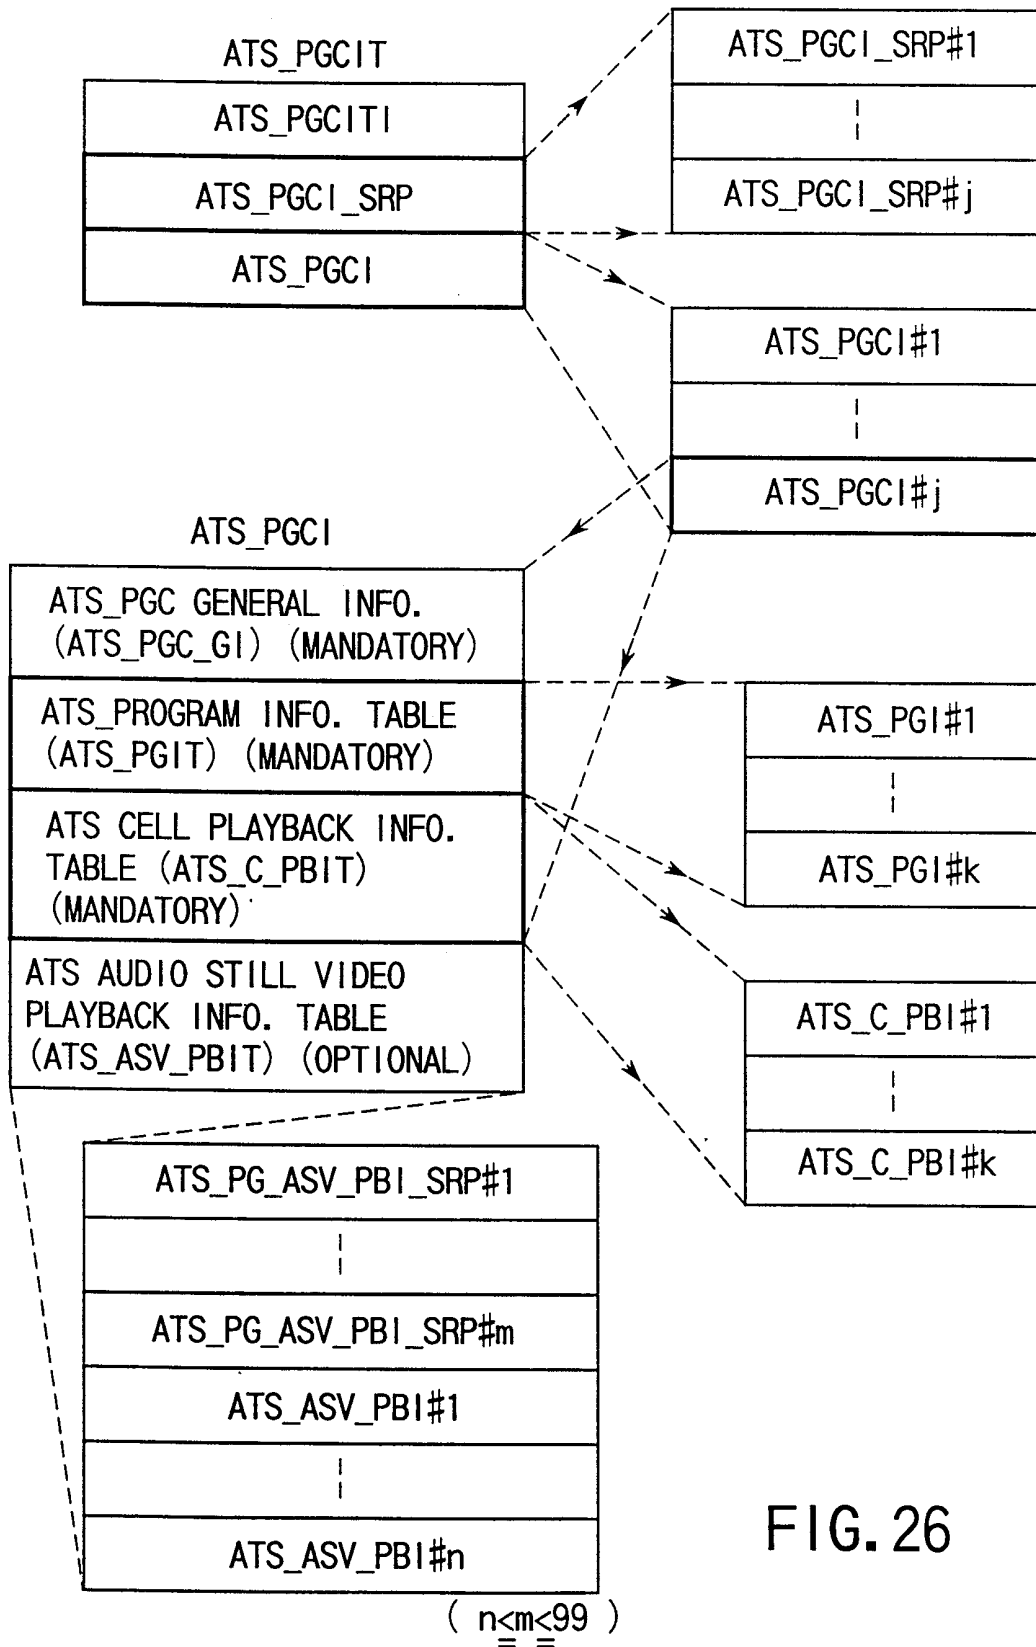 ATS_PGCIT
ATS_PGCITI
ATS_PGCI_SRP
ATS_PGCI
ATS_PGCI_SRP#1
ATS_PGCI_SRP#j
ATS_PGCI#1
ATS_PGCI#j
ATS_PGCI
ATS_PGC GENERAL INFO.
(ATS_PGC_GI) (MANDATORY)
ATS_PROGRAM INFO. TABLE
(ATS_PGIT) (MANDATORY)
ATS CELL PLAYBACK INFO.
TABLE (ATS_C_PBIT)
(MANDATORY)
ATS AUDIO STILL VIDEO
PLAYBACK INFO. TABLE
(ATS_ASV_PBIT) (OPTIONAL)
ATS_PGI#1
ATS_PGI#k
ATS_C_PBI#1
ATS_C_PBI#k
ATS_PG_ASV_PBI_SRP#1
ATS_PG_ASV_PBI_SRP#m
ATS_ASV_PBI#1
ATS_ASV_PBI#n
( n≦m≦99 )
FIG. 26